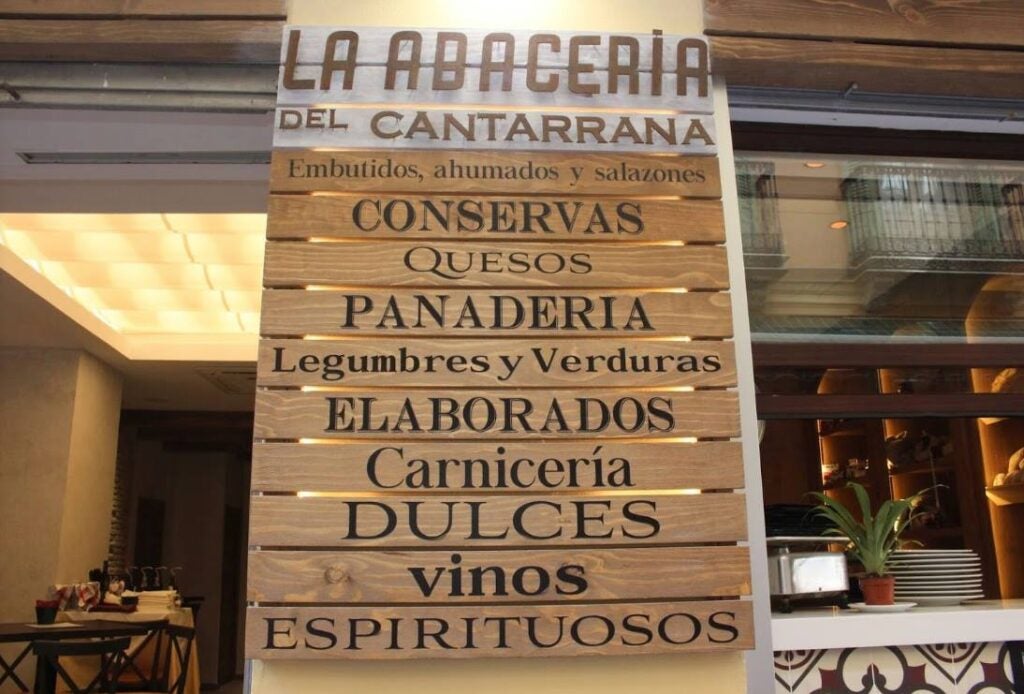 LA ABACERÍA
DEL CANTARRANA
Embutidos, ahumados y salazones
CONSERVAS
QUESOS
PANADERIA
Legumbres y Verduras
ELABORADOS
Carnicería
DULCES
vinos
ESPIRITUOSOS